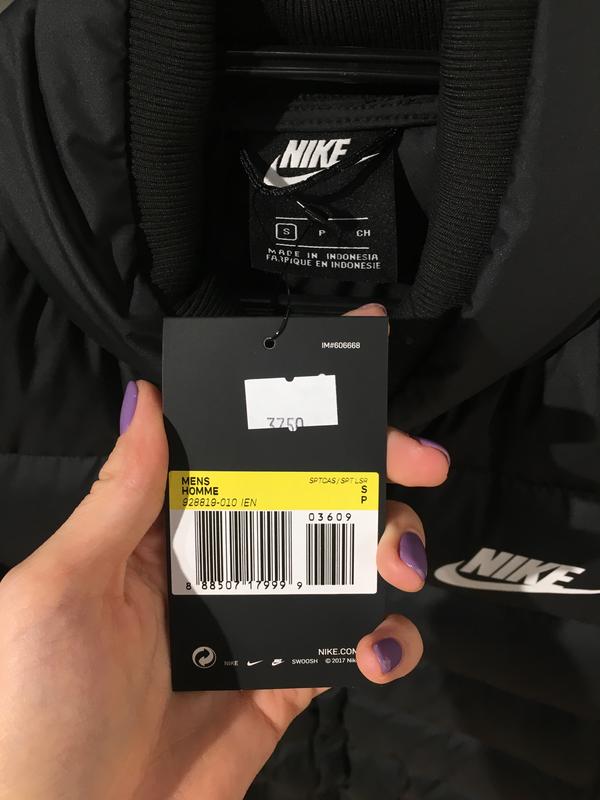 NIKE
S P CH
MADE IN INDONESIA
FABRIQUE EN INDONESIE
IM#606668
3750
MENS
HOMME
928819-010 IEN
SPTCAS/SPT LSR
S
P
03609
8 88507 17999 9
NIKE.COM
NIKE SWOOSH © 2017 Nik
NIKE